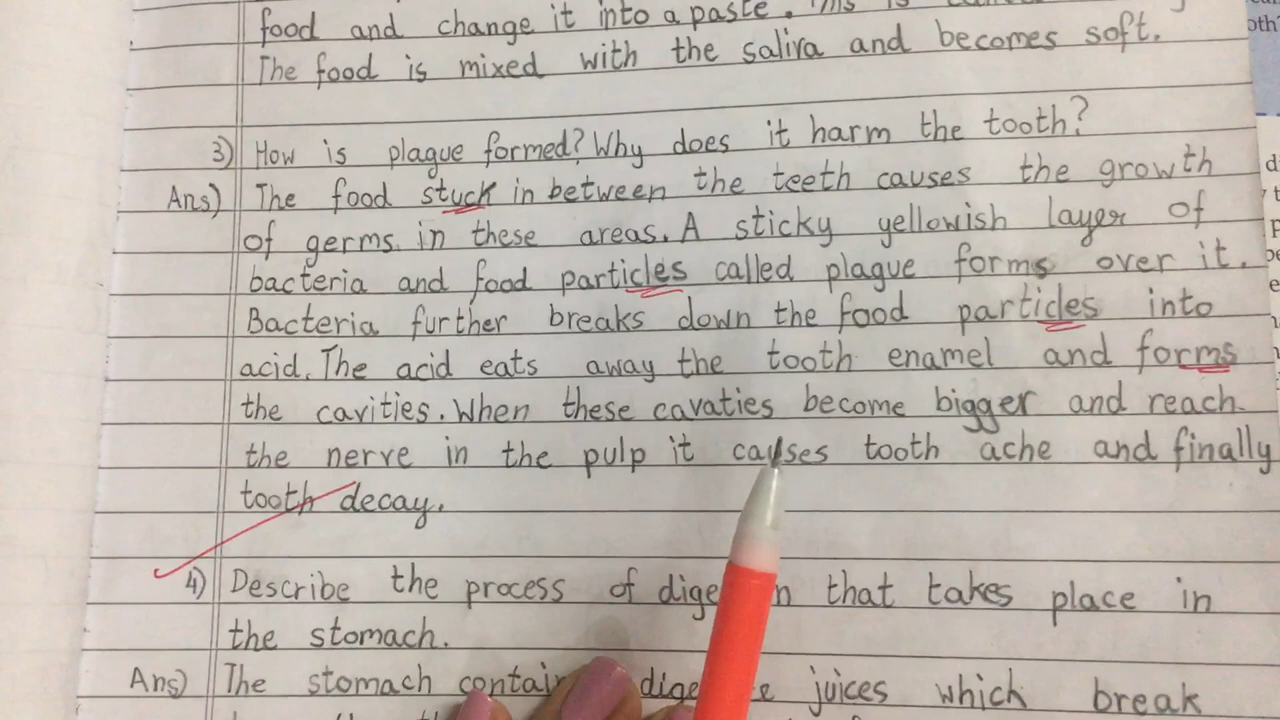 food and change it into a paste. This is
The food is mixed with the saliva and becomes soft.
3) How is plague formed? Why does it harm the tooth?
Ans) The food stuck in between the teeth causes the growth
of germs. in these areas. A sticky yellowish layer of
bacteria and food particles called plague forms over it.
Bacteria further breaks down the food particles into
acid. The acid eats away the tooth enamel and forms
the cavities. When these cavaties become bigger and reach
the nerve in the pulp it causes tooth ache and finally
tooth decay.
4) Describe the process of that takes place in
the stomach.
Ans) The stomach juices which break